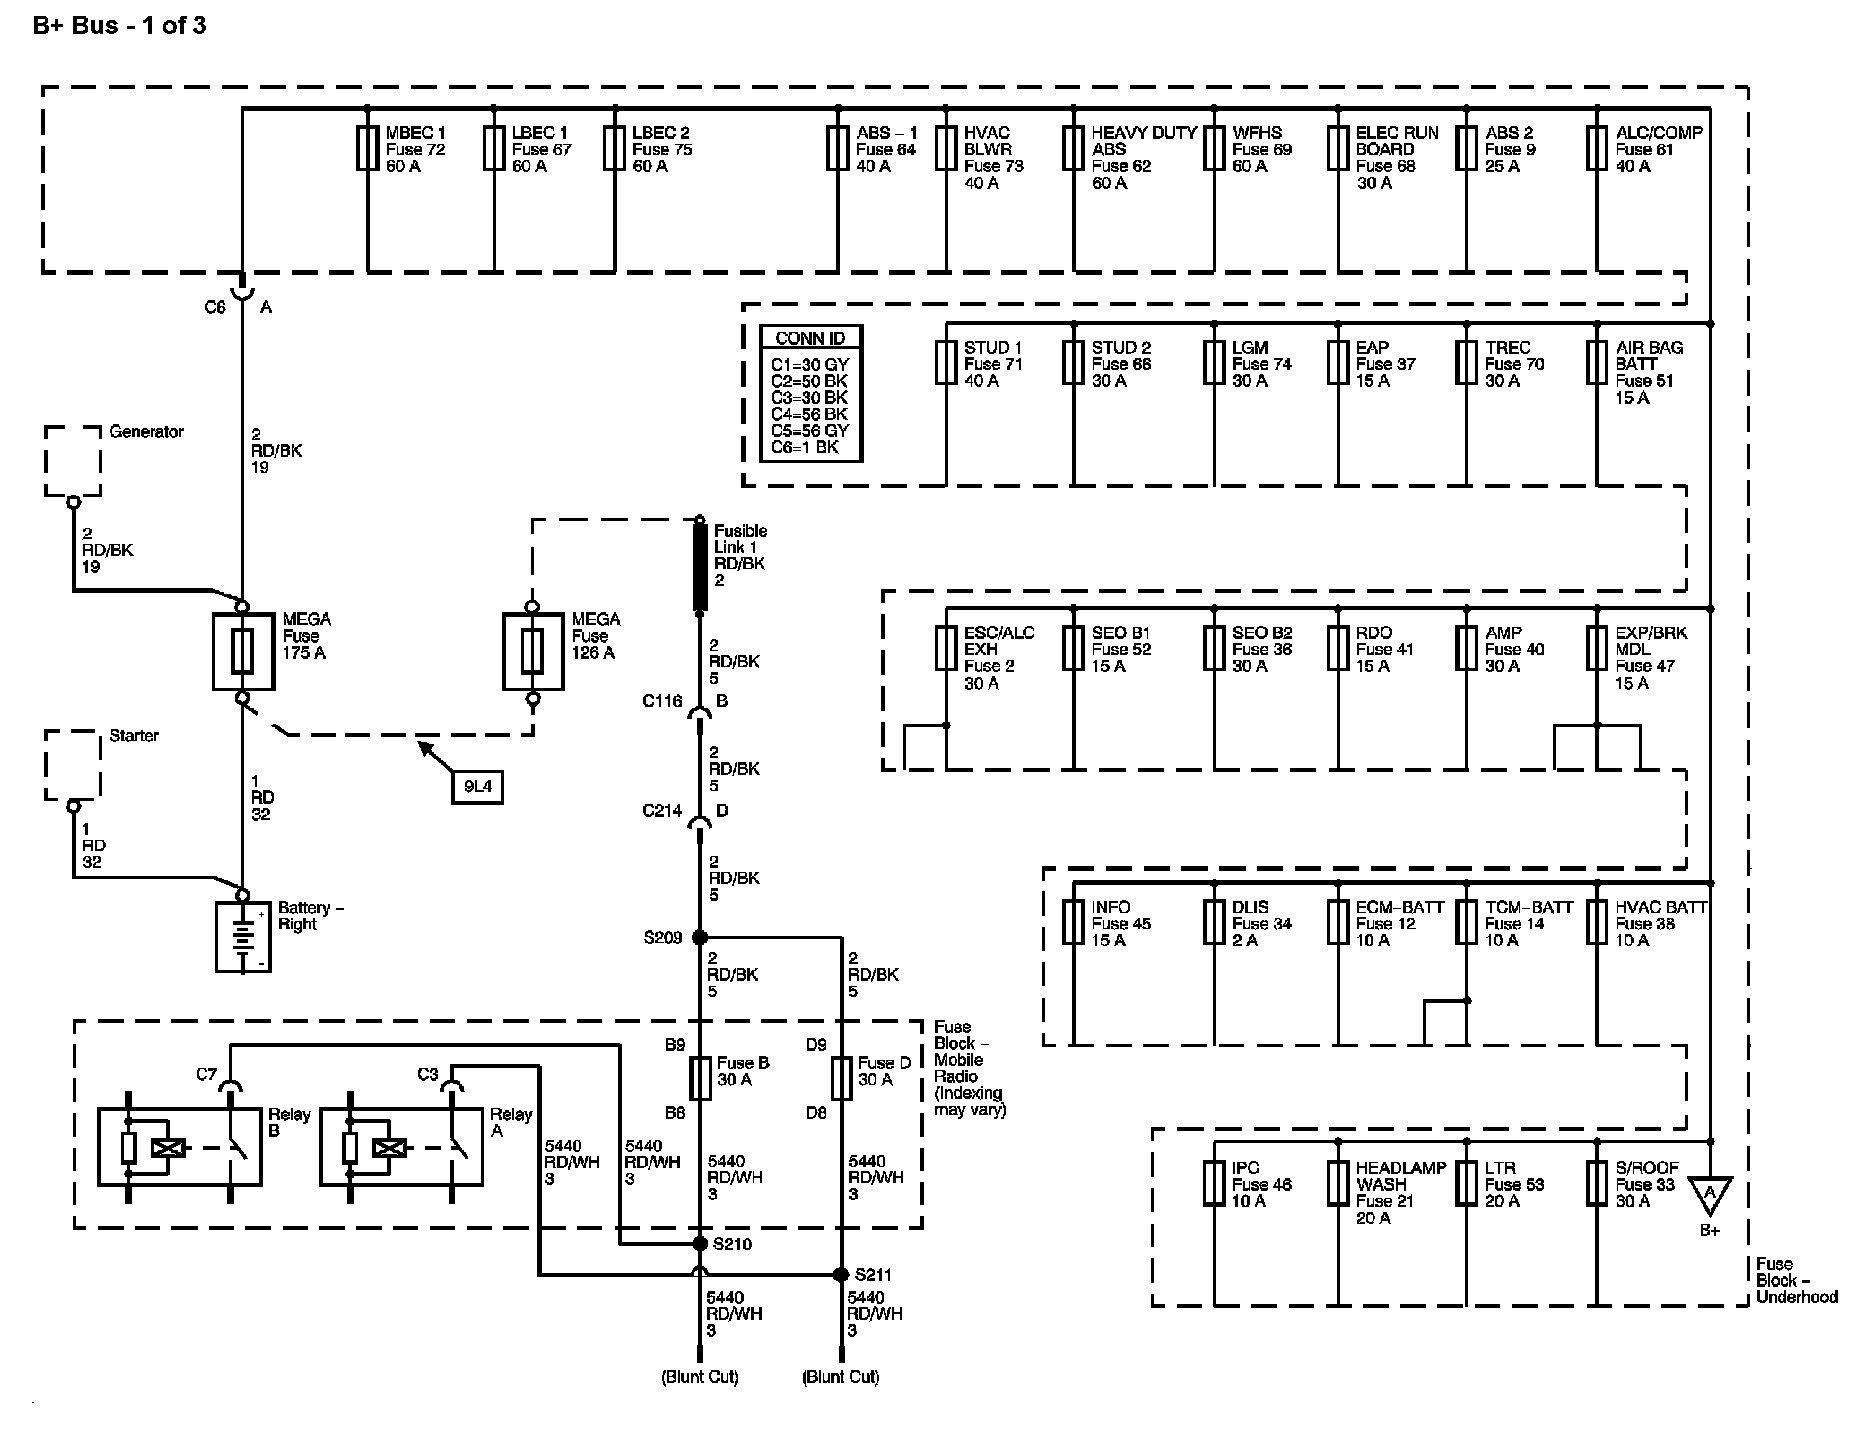 B+ Bus - 1 of 3
MBEC 1
Fuse 72
60 A
LBEC 1
Fuse 67
60 A
LBEC 2
Fuse 75
60 A
ABS – 1
Fuse 64
40 A
HVAC
BLWR
Fuse 73
40 A
HEAVY DUTY
ABS
Fuse 62
60 A
WFHS
Fuse 69
60 A
ELEC RUN
BOARD
Fuse 68
30 A
ABS 2
Fuse 9
25 A
ALC/COMP
Fuse 61
40 A
C6
A
CONN ID
C1=30 GY
C2=50 BK
C3=30 BK
C4=56 BK
C5=56 GY
C6=1 BK
STUD 1
Fuse 71
40 A
STUD 2
Fuse 66
30 A
LGM
Fuse 74
30 A
EAP
Fuse 37
15 A
TREC
Fuse 70
30 A
AIR BAG
BATT
Fuse 51
15 A
Generator
2
RD/BK
19
2
RD/BK
19
Fusible
Link 1
RD/BK
2
MEGA
Fuse
175 A
MEGA
Fuse
126 A
2
RD/BK
5
C116
B
ESC/ALC
EXH
Fuse 2
30 A
SEO B1
Fuse 52
15 A
SEO B2
Fuse 36
30 A
RDO
Fuse 41
15 A
AMP
Fuse 40
30 A
EXP/BRK
MDL
Fuse 47
15 A
Starter
1
RD
32
1
RD
32
9L4
2
RD/BK
5
C214
D
2
RD/BK
5
Battery –
Right
+
-
S209
2
RD/BK
5
2
RD/BK
5
INFO
Fuse 45
15 A
DLIS
Fuse 34
2 A
ECM–BATT
Fuse 12
10 A
TCM–BATT
Fuse 14
10 A
HVAC BATT
Fuse 38
10 A
Fuse
Block –
Mobile
Radio
(Indexing
may vary)
B9
Fuse B
30 A
B8
D9
Fuse D
30 A
D8
C7
C3
Relay
B
Relay
A
5440
RD/WH
3
5440
RD/WH
3
5440
RD/WH
3
5440
RD/WH
3
S210
S211
5440
RD/WH
3
5440
RD/WH
3
(Blunt Cut)
(Blunt Cut)
IPC
Fuse 46
10 A
HEADLAMP
WASH
Fuse 21
20 A
LTR
Fuse 53
20 A
S/ROOF
Fuse 33
30 A
A
B+
Fuse
Block –
Underhood